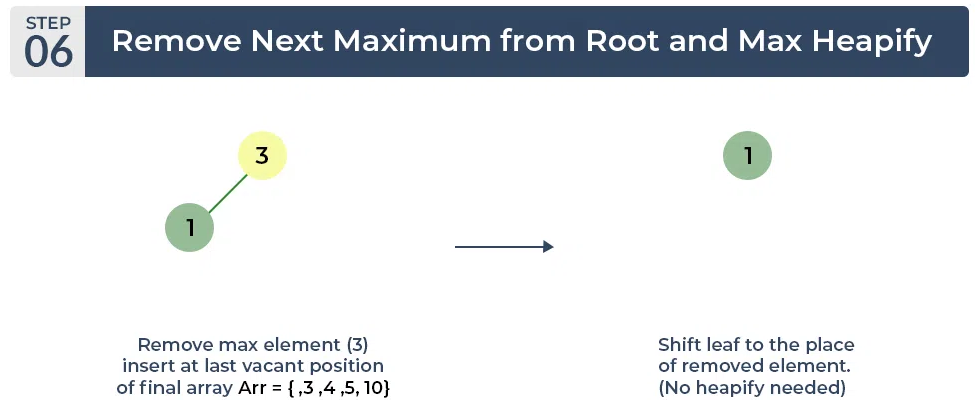 STEP
06
Remove Next Maximum from Root and Max Heapify
3
1
1
Remove max element (3)
insert at last vacant position
of final array Arr = { ,3 ,4 ,5, 10}
Shift leaf to the place
of removed element.
(No heapify needed)